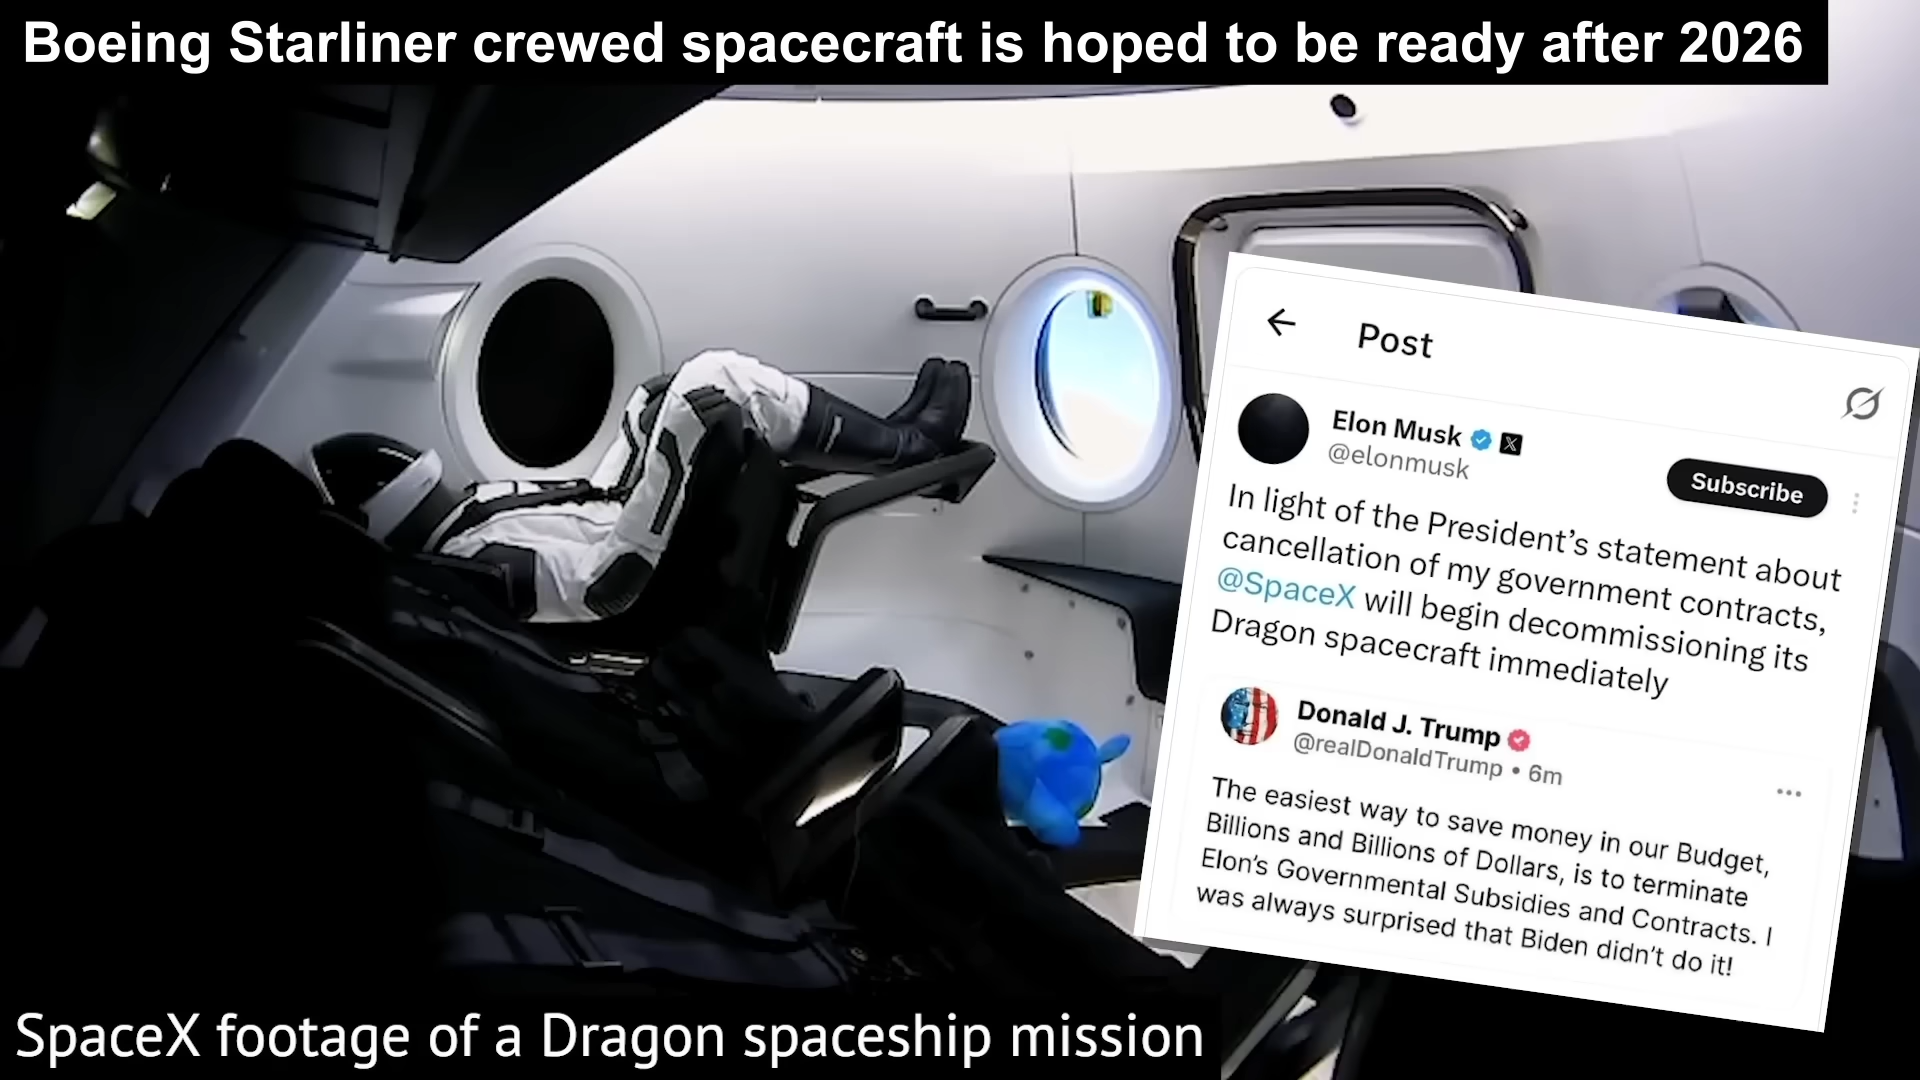 Boeing Starliner crewed spacecraft is hoped to be ready after 2026
Post
Elon Musk
@elonmusk
Subscribe
In light of the President’s statement about
cancellation of my government contracts,
@SpaceX will begin decommissioning its
Dragon spacecraft immediately
Donald J. Trump
@realDonaldTrump • 6m
The easiest way to save money in our Budget,
Billions and Billions of Dollars, is to terminate
Elon’s Governmental Subsidies and Contracts. I
was always surprised that Biden didn’t do it!
SpaceX footage of a Dragon spaceship mission